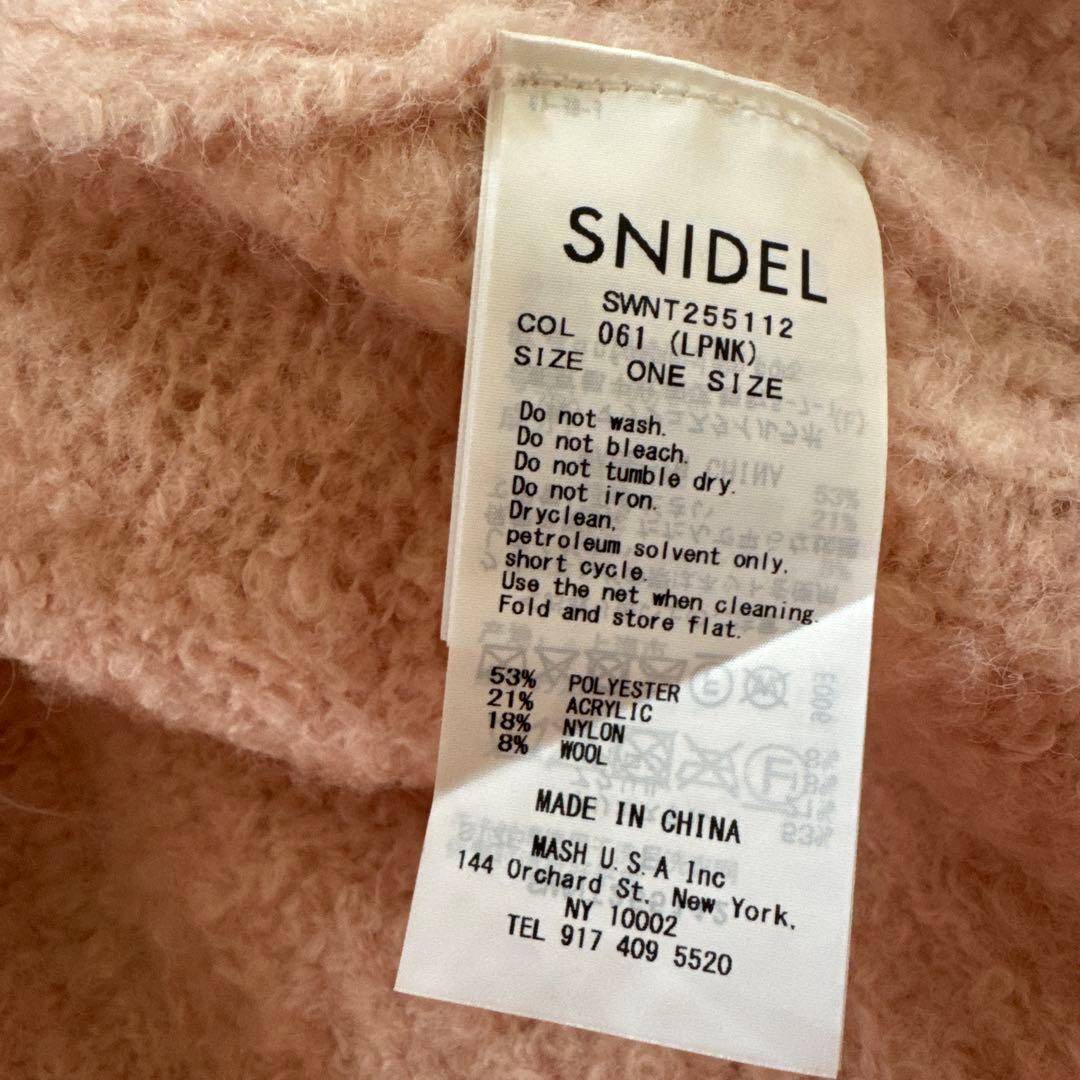 SNIDEL
SWNT255112
COL 061 (LPNK)
SIZE ONE SIZE
Do not wash.
Do not bleach.
Do not tumble dry.
Do not iron.
Dryclean,
petroleum solvent only.
short cycle.
Use the net when cleaning.
Fold and store flat.
53% POLYESTER
21% ACRYLIC
18% NYLON
8% WOOL
MADE IN CHINA
MASH U.S.A Inc
144 Orchard St. New York,
NY 10002
TEL 917 409 5520